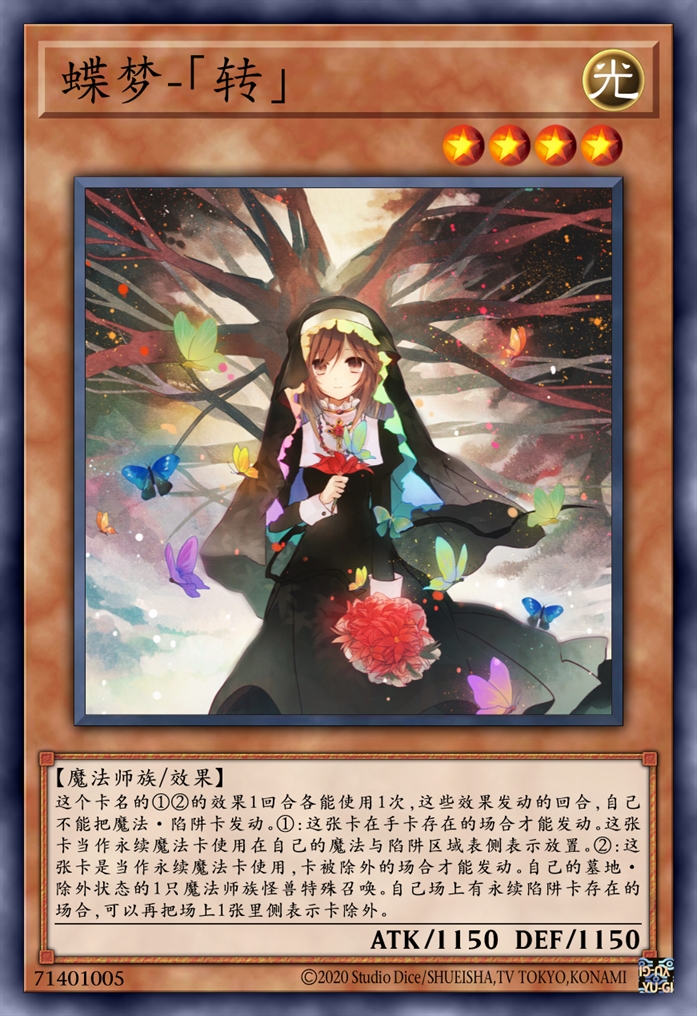 蝶梦-「转」
光
【魔法师族/效果】
这个卡名的①②的效果1回合各能使用1次,这些效果发动的回合,自己
不能把魔法·陷阱卡发动。①:这张卡在手卡存在的场合才能发动。这张
卡当作永续魔法卡使用在自己的魔法与陷阱区域表侧表示放置。②:这
张卡是当作永续魔法卡使用,卡被除外的场合才能发动。自己的墓地·
除外状态的1只魔法师族怪兽特殊召唤。自己场上有永续陷阱卡存在的
场合,可以再把场上1张里侧表示卡除外。
ATK/1150 DEF/1150
71401005 ©2020 Studio Dice/SHUEISHA,TV TOKYO,KONAMI